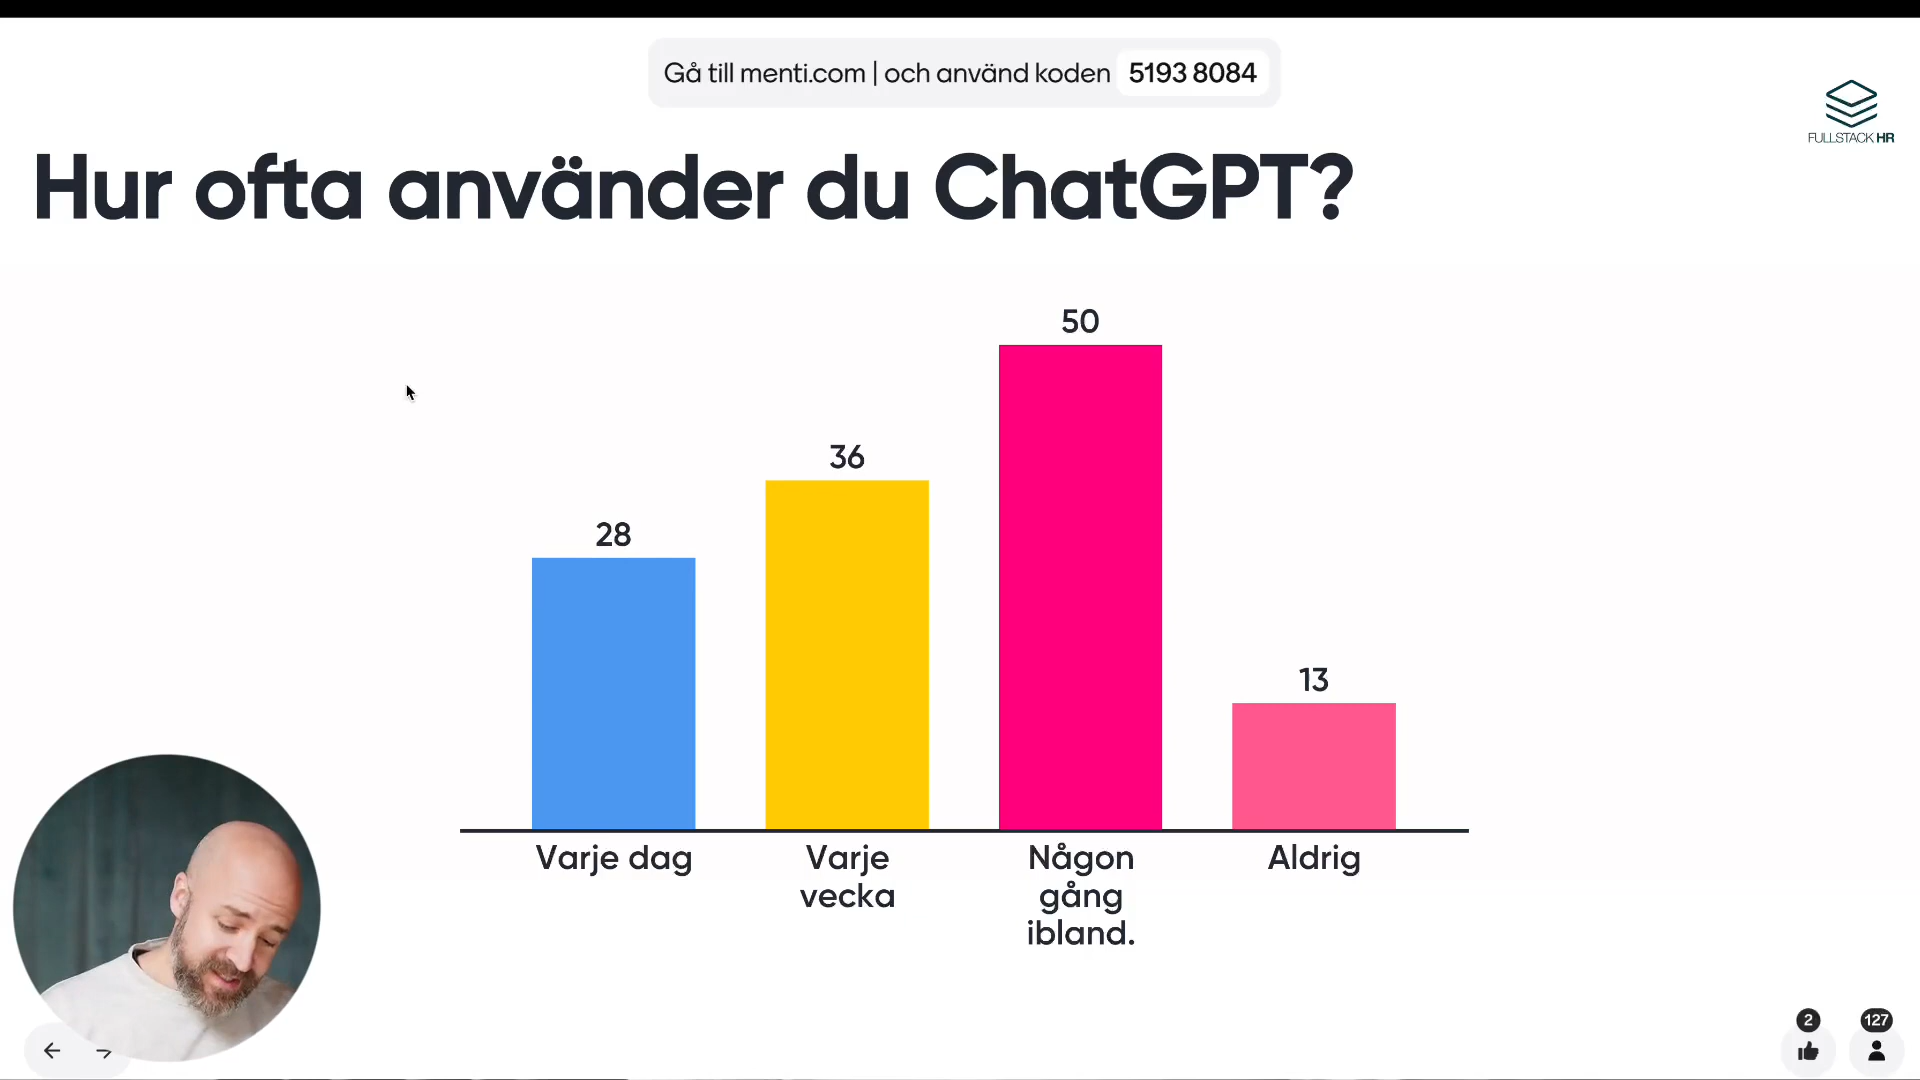 Gå till menti.com | och använd koden 5193 8084
FULLSTACK HR
Hur ofta använder du ChatGPT?
50
36
28
13
Varje dag
Varje
vecka
Någon
gång
ibland.
Aldrig
2
127